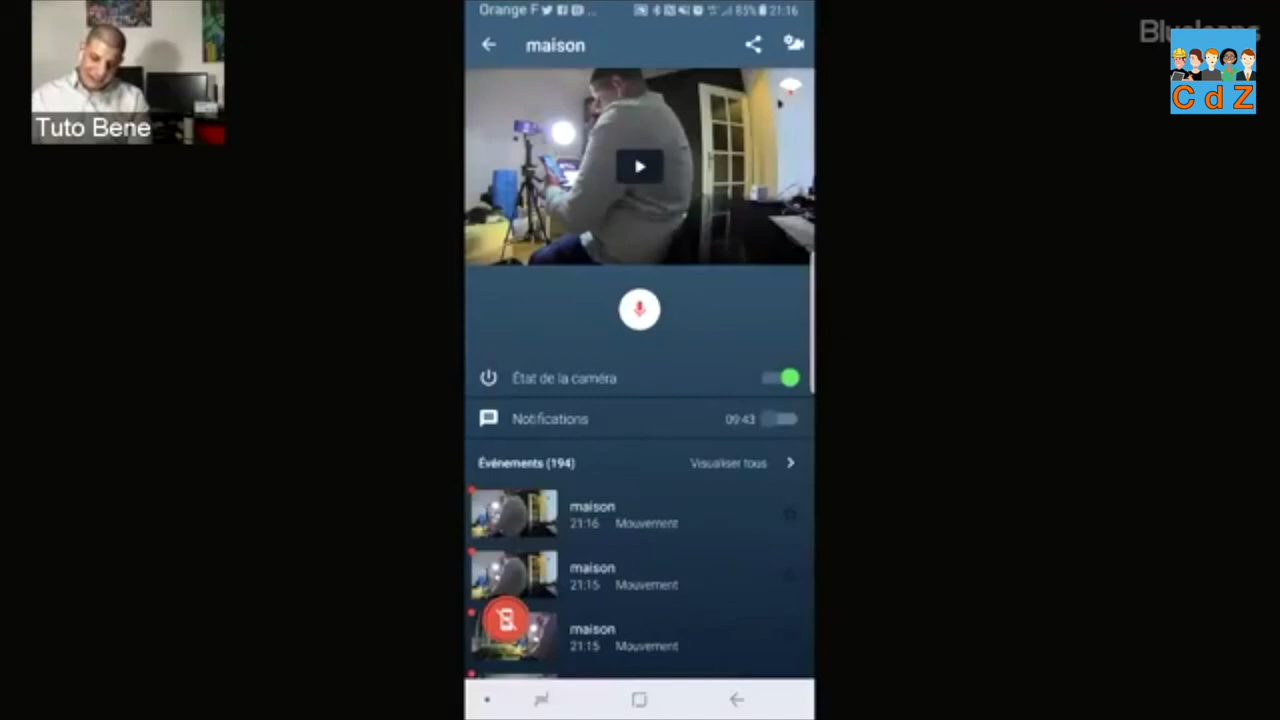 Orange F ... 85% 21:16
maison
Tuto Bene
C d Z
État de la caméra
Notifications 09:43
Événements (194) Visualiser tous
maison
21:16 Mouvement
maison
21:15 Mouvement
maison
21:15 Mouvement